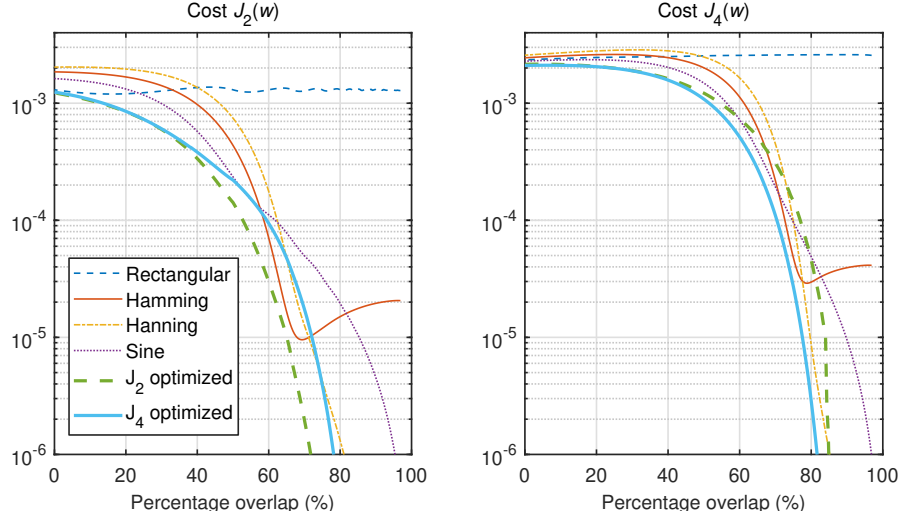 Cost J₂(w)
10⁻³
10⁻⁴
10⁻⁵
10⁻⁶
Rectangular
Hamming
Hanning
Sine
J₂ optimized
J₄ optimized
0 20 40 60 80 100
Percentage overlap (%)
Cost J₄(w)
10⁻³
10⁻⁴
10⁻⁵
10⁻⁶
0 20 40 60 80 100
Percentage overlap (%)